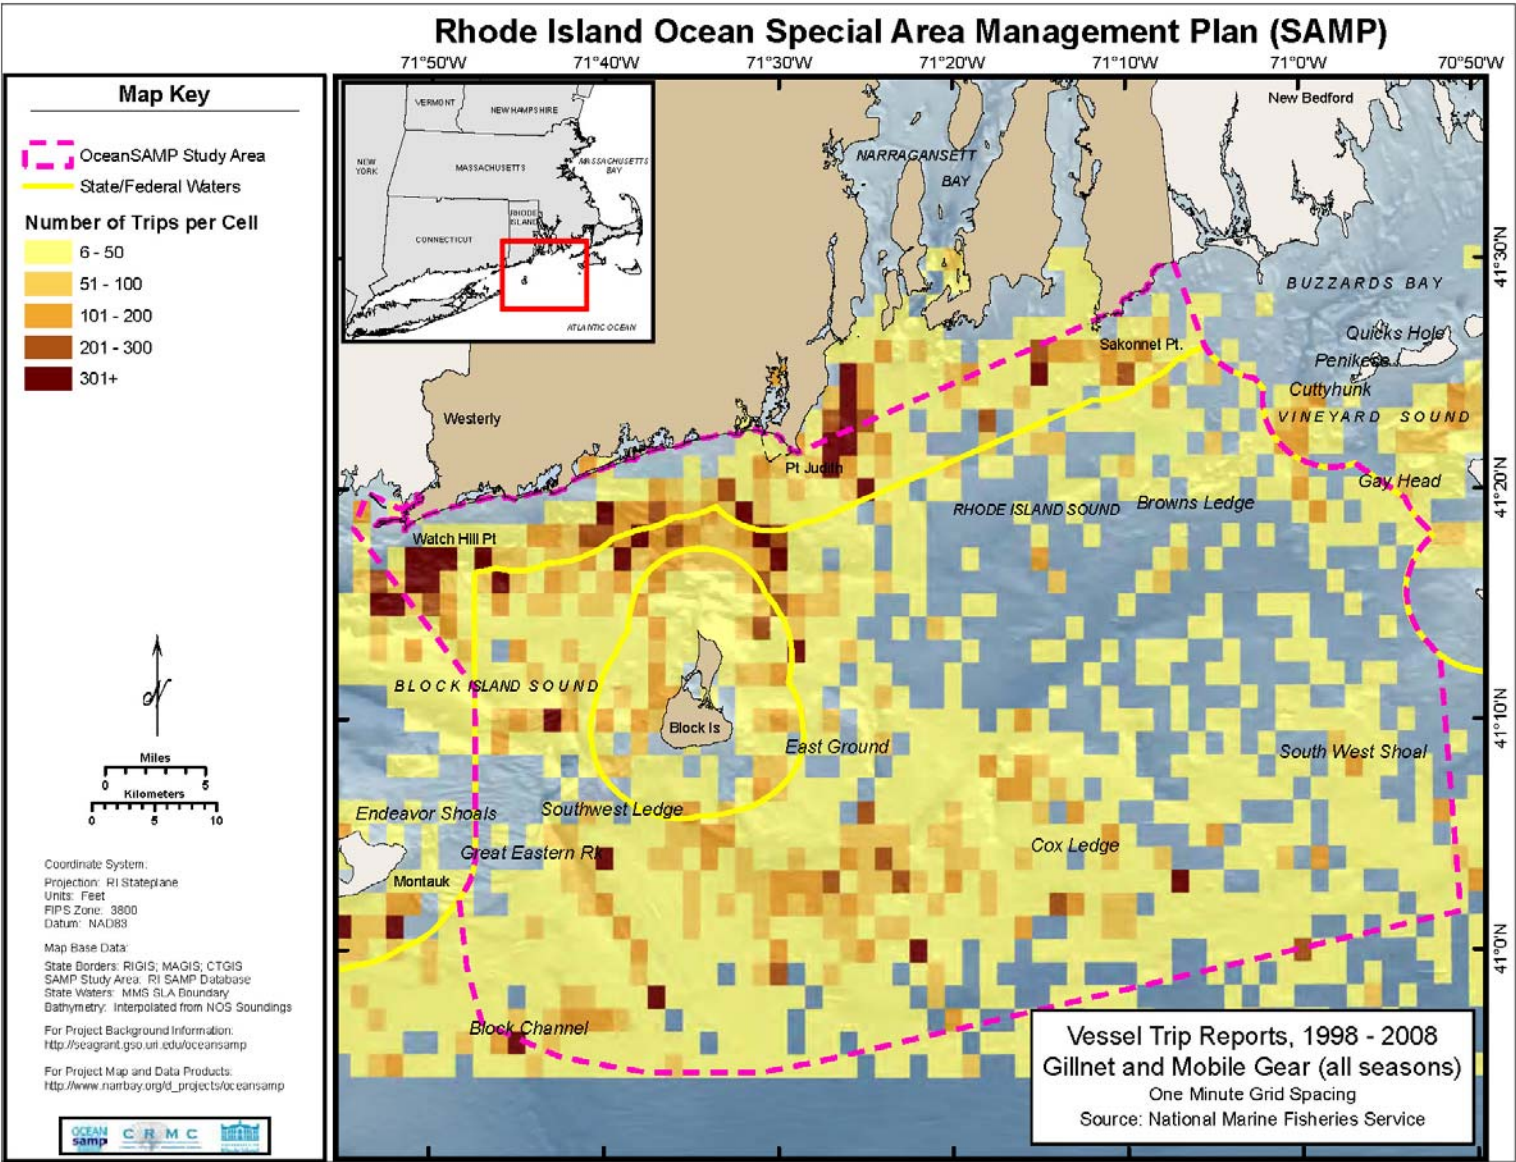 Rhode Island Ocean Special Area Management Plan (SAMP)
71°50'W
71°40'W
71°30'W
71°20'W
71°10'W
71°0'W
70°50'W
Map Key
OceanSAMP Study Area
State/Federal Waters
Number of Trips per Cell
6 - 50
51 - 100
101 - 200
201 - 300
301+
Miles
0 5
Kilometers
0 5 10
Coordinate System:
Projection: RI Stateplane
Units: Feet
FIPS Zone: 3800
Datum: NAD83
Map Base Data:
State Borders: RIGIS; MAGIS; CTGIS
SAMP Study Area: RI SAMP Database
State Waters: MMS SLA Boundary
Bathymetry: Interpolated from NOS Soundings
For Project Background Information:
http://seagrant.gso.uri.edu/oceansamp
For Project Map and Data Products:
http://www.narrbay.org/d_projects/oceansamp
OCEAN
samp
C R M C
VERMONT
NEW HAMPSHIRE
NEW
YORK
MASSACHUSETTS
MASSACHUSETTS
BAY
RHODE
ISLAND
CONNECTICUT
ATLANTIC OCEAN
NARRAGANSETT
BAY
New Bedford
BUZZARDS BAY
Quicks Hole
Sakonnet Pt.
Cuttyhunk
VINEYARD SOUND
Westerly
Pt Judith
Gay Head
Browns Ledge
RHODE ISLAND SOUND
Watch Hill Pt
BLOCK ISLAND SOUND
Block Is
East Ground
South West Shoal
Endeavor Shoals
Southwest Ledge
Great Eastern Rk
Cox Ledge
Montauk
Block Channel
41°30'N
41°20'N
41°10'N
41°0'N
Vessel Trip Reports, 1998 - 2008
Gillnet and Mobile Gear (all seasons)
One Minute Grid Spacing
Source: National Marine Fisheries Service